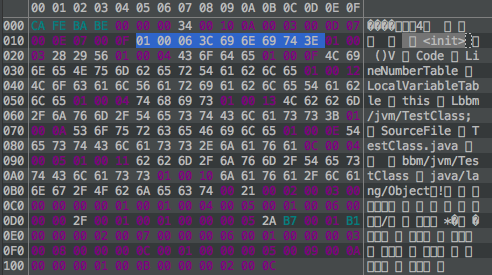 00 01 02 03 04 05 06 07 08 09 0A 0B 0C 0D 0E 0F
000 CA FE BA BE 00 00 00 34 00 10 0A 00 03 00 0D 07 4
010 00 0E 07 00 0F 01 00 06 3C 69 6E 69 74 3E 01 00 <init>
020 03 28 29 56 01 00 04 43 6F 64 65 01 00 0F 4C 69 ()V Code Li
030 6E 65 4E 75 6D 62 65 72 54 61 62 6C 65 01 00 12 neNumberTable
040 4C 6F 63 61 6C 56 61 72 69 61 62 6C 65 54 61 62 LocalVariableTab
050 6C 65 01 00 04 74 68 69 73 01 00 12 4C 62 62 6D le this Lbbm
060 2F 6A 76 6D 2F 54 65 73 74 43 6C 61 73 73 3B 01 /jvm/TestClass;
070 00 0A 53 6F 75 72 63 65 46 69 6C 65 01 00 0E 54 SourceFile T
080 65 73 74 43 6C 61 73 73 2E 6A 61 76 61 0C 00 04 estClass.java
090 00 05 01 00 11 62 62 6D 2F 6A 76 6D 2F 54 65 73 bbm/jvm/Tes
0A0 74 43 6C 61 73 73 01 00 10 6A 61 76 61 2F 6C 61 tClass java/la
0B0 6E 67 2F 4F 62 6A 65 63 74 00 21 00 02 00 03 00 ng/Object !
0C0 00 00 00 00 01 00 01 00 04 00 05 00 01 00 06 00
0D0 00 00 2F 00 01 00 01 00 00 00 05 2A B7 00 01 B1 / *
0E0 00 00 00 02 00 07 00 00 00 06 00 01 00 00 00 03
0F0 00 08 00 00 00 0C 00 01 00 00 00 05 00 09 00 0A
100 00 00 00 01 00 0B 00 00 00 02 00 0C